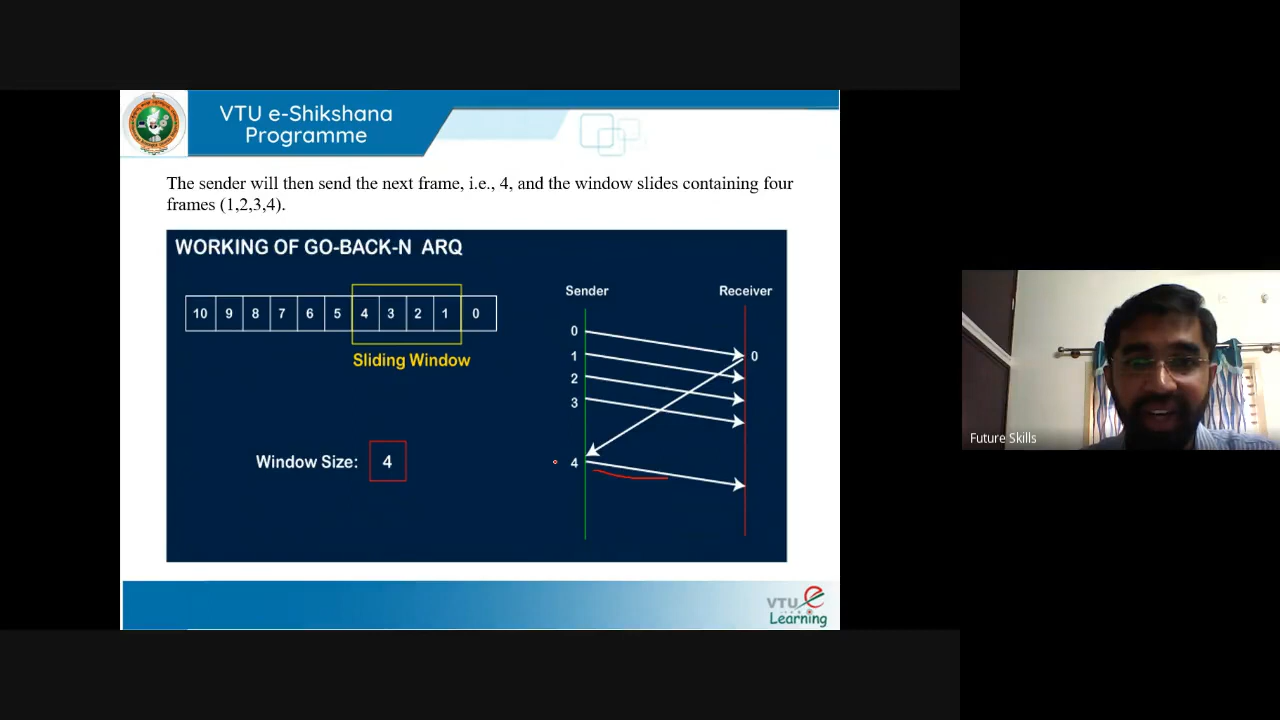 VTU e-Shikshana
Programme
The sender will then send the next frame, i.e., 4, and the window slides containing four
frames (1,2,3,4).
WORKING OF GO-BACK-N ARQ
10 9 8 7 6 5 4 3 2 1 0
Sliding Window
Window Size: 4
Sender Receiver
0
1 0
2
3
4
Future Skills
VTU e
Learning